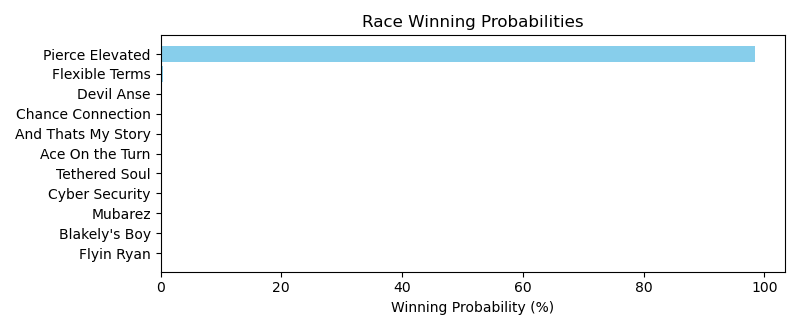 Race Winning Probabilities
Pierce Elevated
Flexible Terms
Devil Anse
Chance Connection
And Thats My Story
Ace On the Turn
Tethered Soul
Cyber Security
Mubarez
Blakely's Boy
Flyin Ryan
0 20 40 60 80 100
Winning Probability (%)